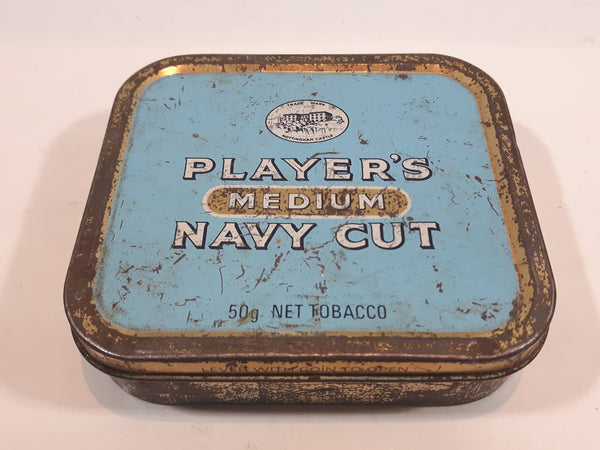 TRADE MARK
NOTTINGHAM CASTLE
PLAYER'S
MEDIUM
NAVY CUT
50g NET TOBACCO
LEVER WITH COIN TO OPEN